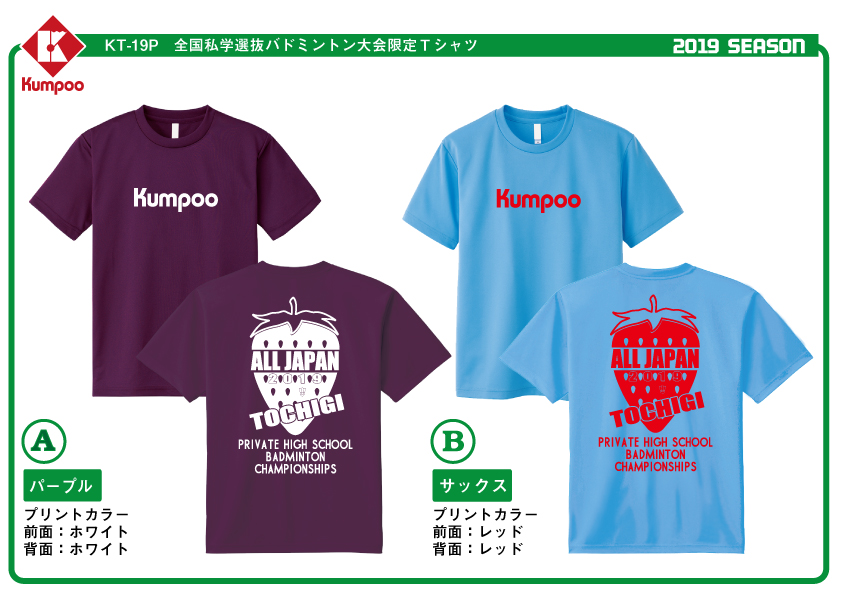 Kumpoo
KT-19P 全国私学選抜バドミントン大会限定Tシャツ
2019 SEASON
Kumpoo
ALL JAPAN
2019
TOCHIGI
PRIVATE HIGH SCHOOL
BADMINTON
CHAMPIONSHIPS
A
パープル
プリントカラー
前面：ホワイト
背面：ホワイト
Kumpoo
ALL JAPAN
2019
TOCHIGI
PRIVATE HIGH SCHOOL
BADMINTON
CHAMPIONSHIPS
B
サックス
プリントカラー
前面：レッド
背面：レッド